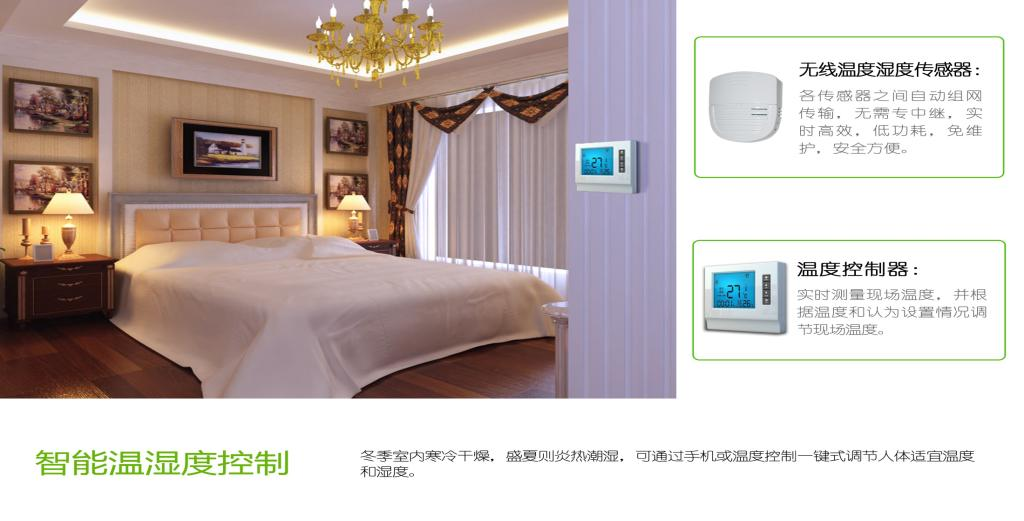 无线温度湿度传感器：
各传感器之间自动组网
传输，无需专中继，实
时高效，低功耗，免维
护，安全方便。
温度控制器：
实时测量现场温度，并根
据温度和认为设置情况调
节现场温度。
智能温湿度控制
冬季室内寒冷干燥，盛夏则炎热潮湿，可通过手机或温度控制一键式调节人体适宜温度
和湿度。